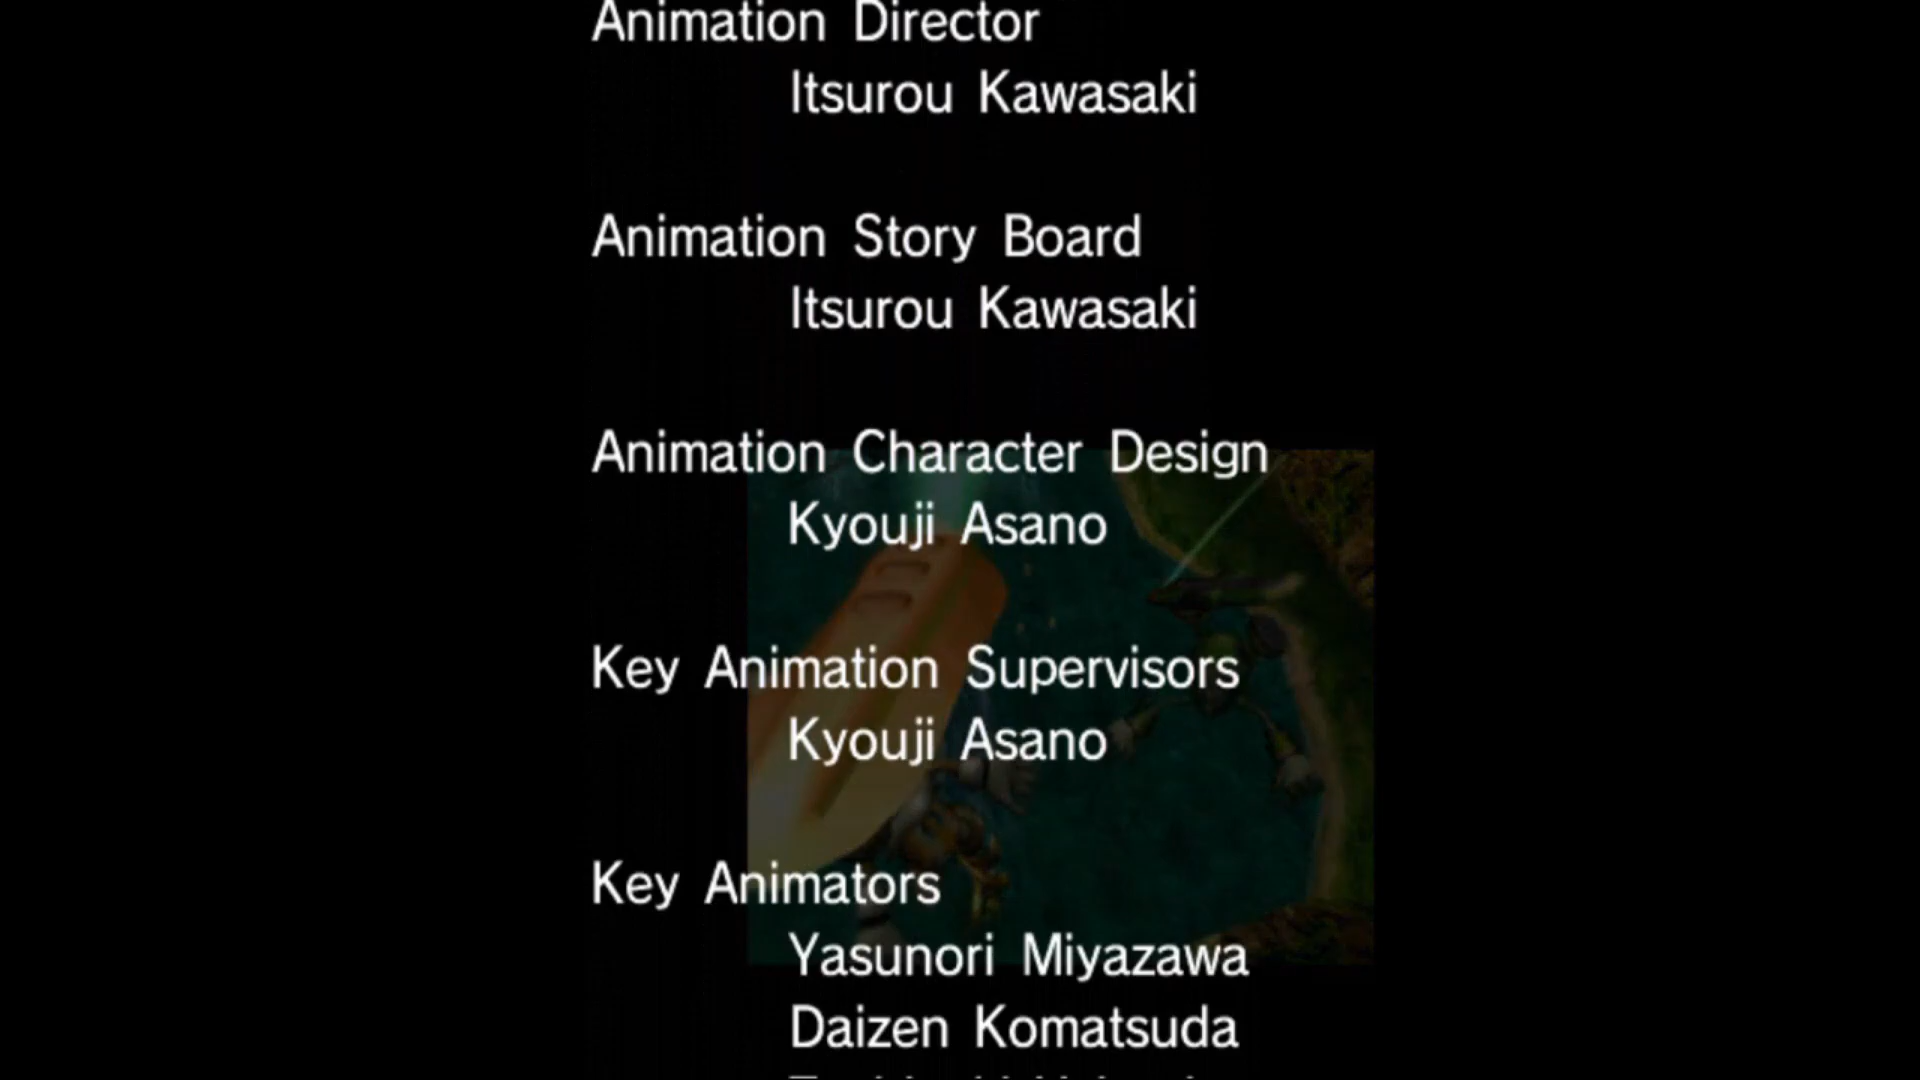 Animation Director
Itsurou Kawasaki
Animation Story Board
Itsurou Kawasaki
Animation Character Design
Kyouji Asano
Key Animation Supervisors
Kyouji Asano
Key Animators
Yasunori Miyazawa
Daizen Komatsuda